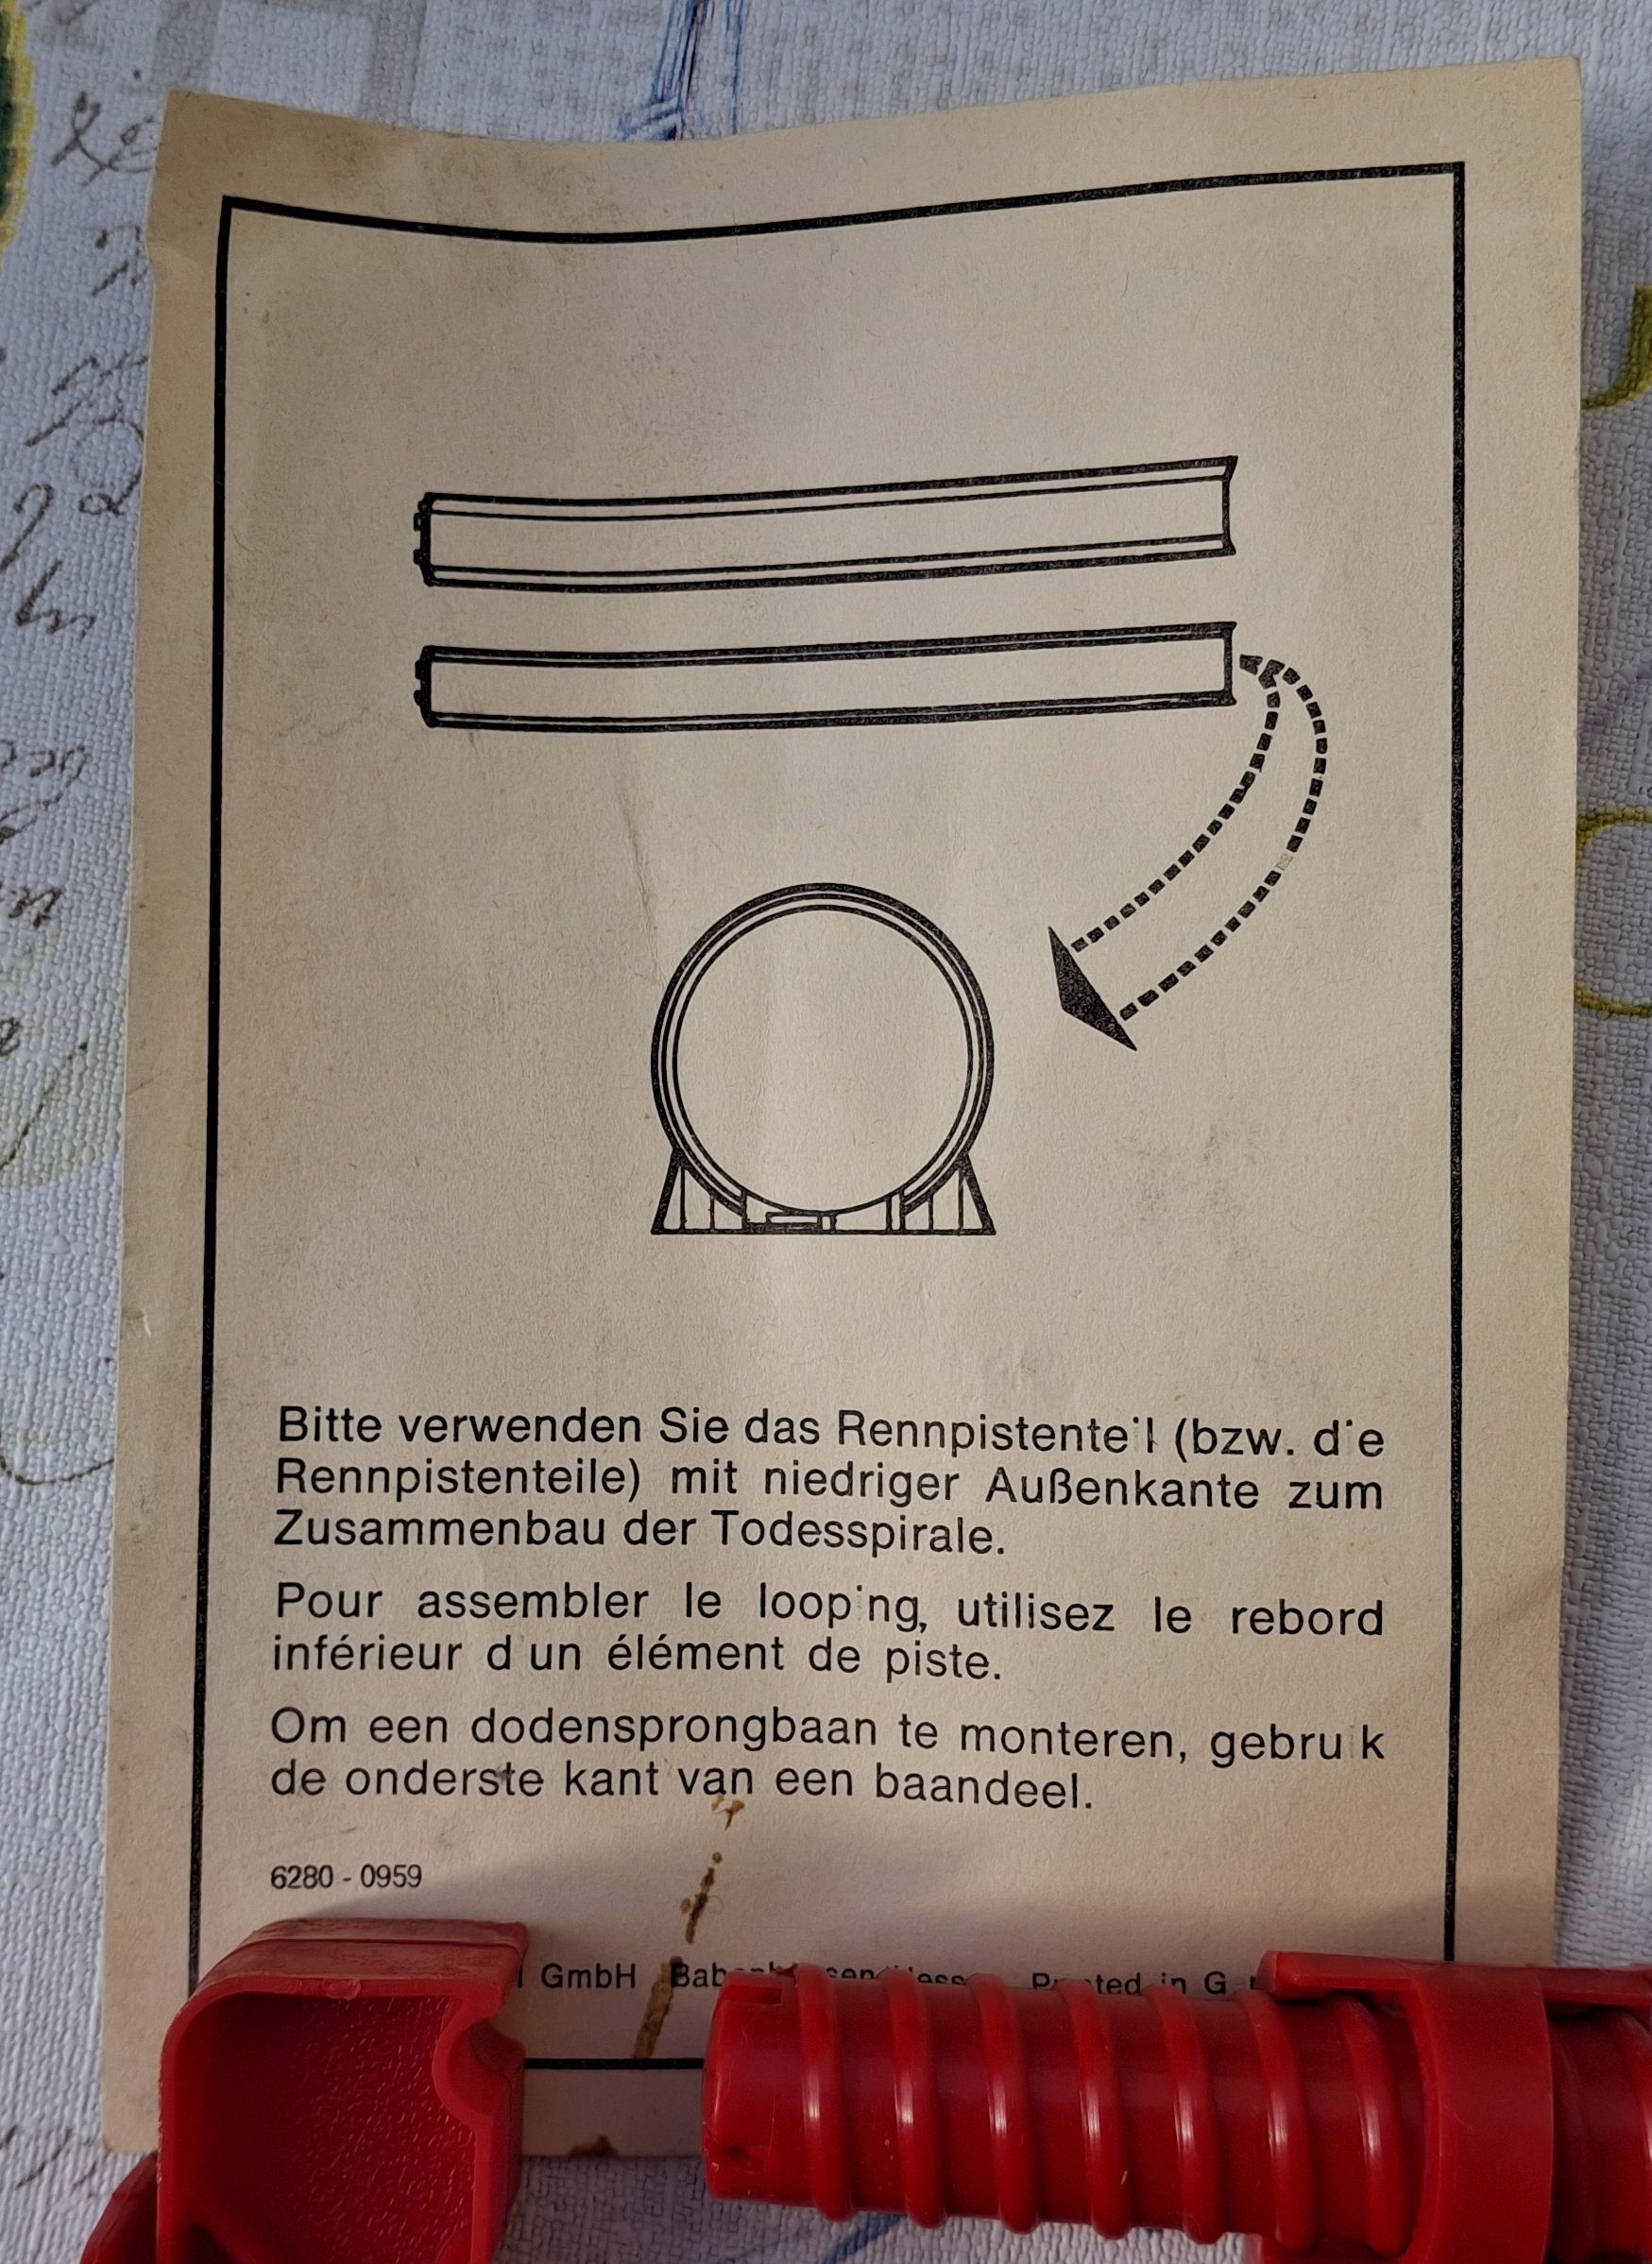 Bitte verwenden Sie das Rennpistenteil (bzw. die
Rennpistenteile) mit niedriger Außenkante zum
Zusammenbau der Todesspirale.
Pour assembler le looping, utilisez le rebord
inférieur d'un élément de piste.
Om een dodensprongbaan te monteren, gebruik
de onderste kant van een baandeel.
6280 - 0959
GmbH Printed in